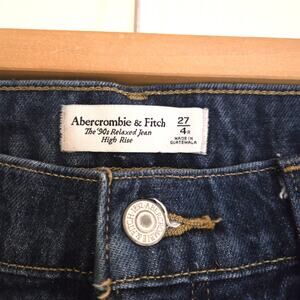 Abercrombie & Fitch
The '90s Relaxed Jean
High Rise
27
4R
MADE IN
GUATEMALA